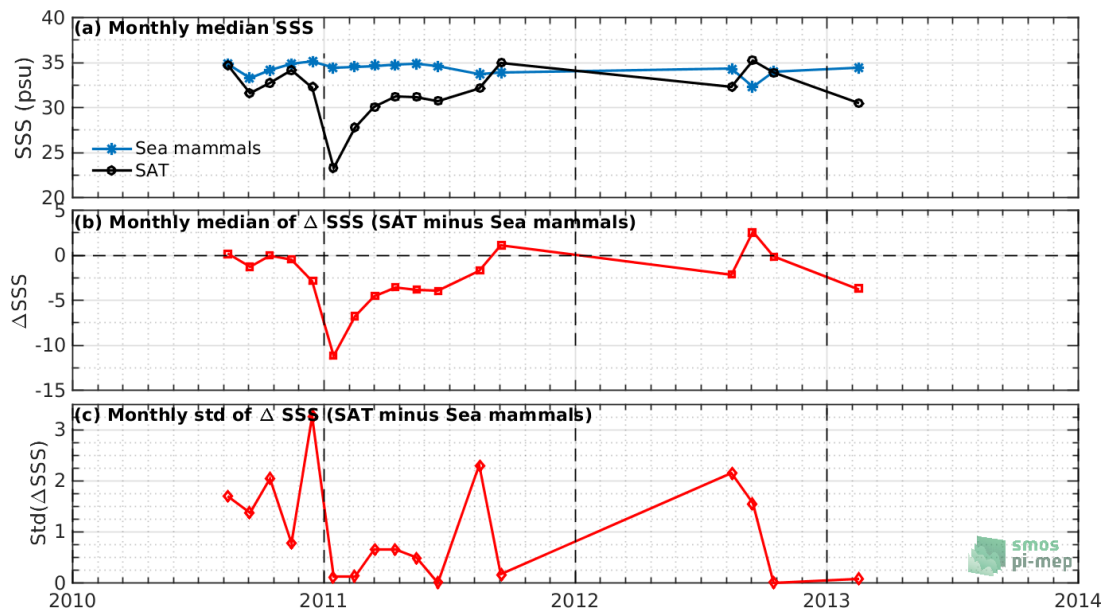 (a) Monthly median SSS
40
35
30
25
20
SSS (psu)
Sea mammals
SAT
(b) Monthly median of Δ SSS (SAT minus Sea mammals)
5
0
-5
-10
-15
ΔSSS
(c) Monthly std of Δ SSS (SAT minus Sea mammals)
3
2
1
0
Std(ΔSSS)
2010 2011 2012 2013 2014
smos
pi-mep